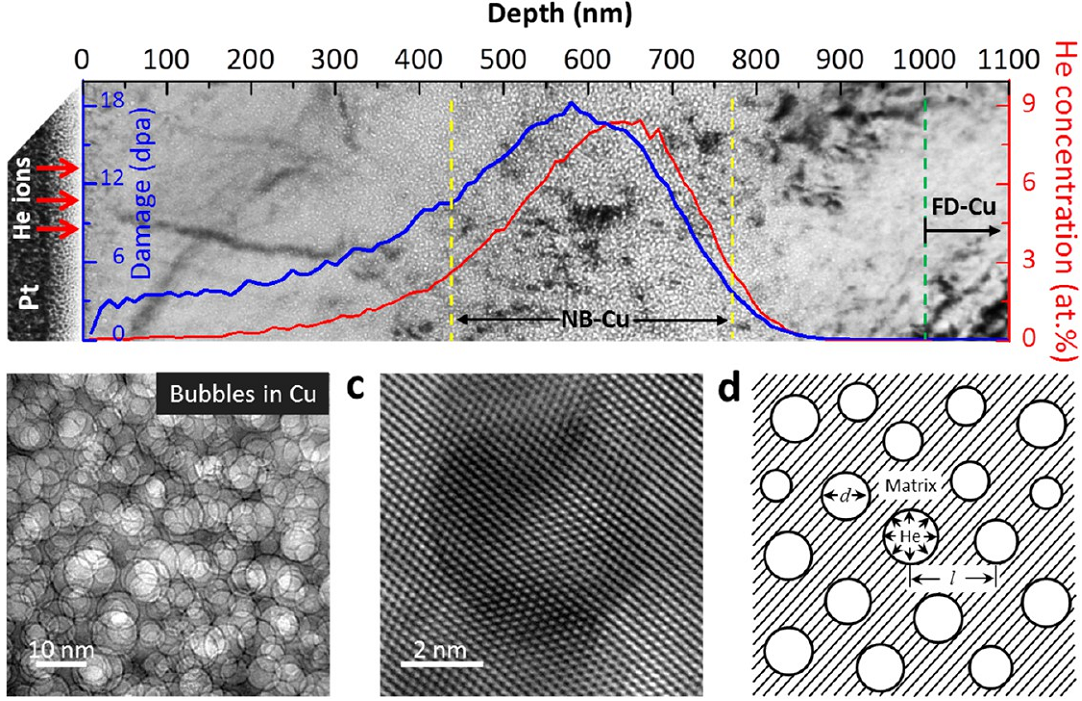 Depth (nm)
0 100 200 300 400 500 600 700 800 900 1000 1100
18
12
6
0
Damage (dpa)
He ions
Pt
NB-Cu
FD-Cu
9
6
3
0
He concentration (at.%)
Bubbles in Cu
10 nm
c
2 nm
d
Matrix
d
He
l